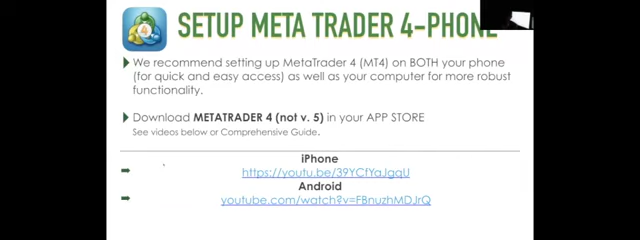 4
SETUP META TRADER 4-PHONE
We recommend setting up MetaTrader 4 (MT4) on BOTH your phone
(for quick and easy access) as well as your computer for more robust
functionality.
Download METATRADER 4 (not v. 5) in your APP STORE
See videos below or Comprehensive Guide.
iPhone
https://youtu.be/39YCfYaJgqU
Android
youtube.com/watch?v=FBnuzhMDJrQ